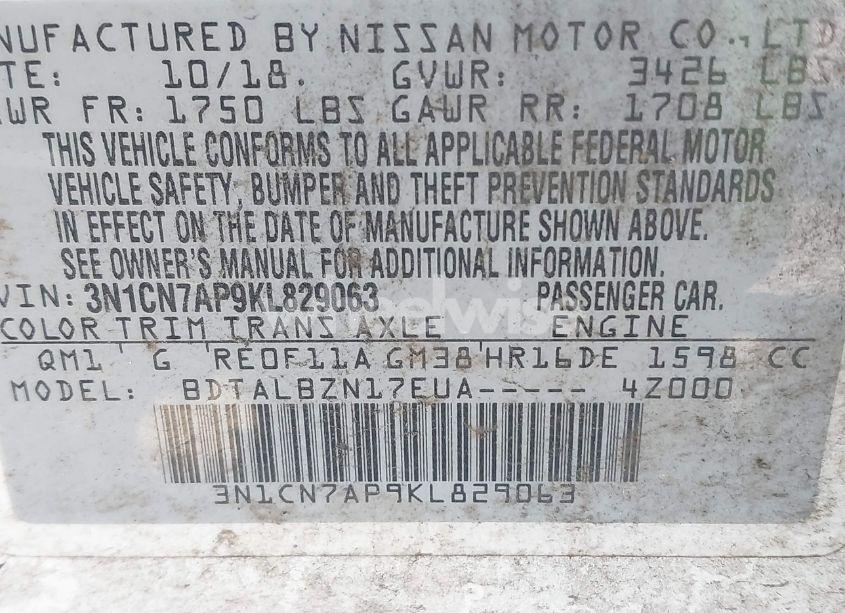 NUFACTURED BY NISSAN MOTOR CO., LTD
TE: 10/18. GVWR: 3426 LBS
WR FR: 1750 LBS GAWR RR: 1708 LBS
THIS VEHICLE CONFORMS TO ALL APPLICABLE FEDERAL MOTOR
VEHICLE SAFETY, BUMPER AND THEFT PREVENTION STANDARDS
IN EFFECT ON THE DATE OF MANUFACTURE SHOWN ABOVE.
SEE OWNER'S MANUAL FOR ADDITIONAL INFORMATION.
VIN: 3N1CN7AP9KL829063 PASSENGER CAR.
COLOR TRIM TRANS AXLE ENGINE
QM1 G RE0F11A GM38 HR16DE 1598 CC
MODEL: BDTALBZN17EUA----- 4Z000
3N1CN7AP9KL829063